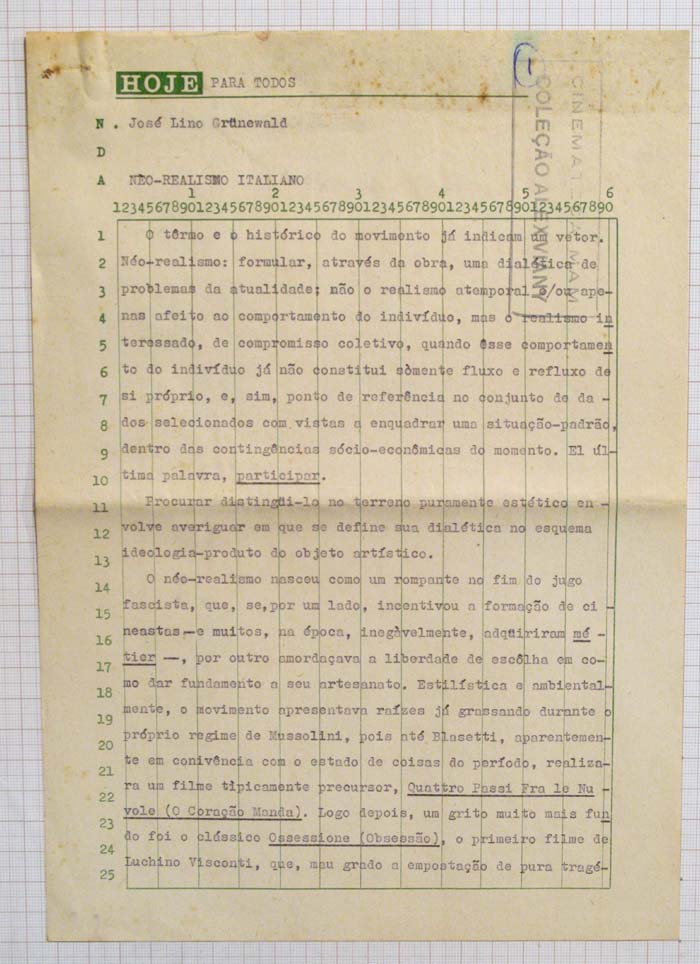 HOJE PARA TODOS
1
CINEMATECA MAM
COLEÇÃO ALEX VIANY
N . José Lino Grünewald
D
A NÉO-REALISMO ITALIANO
1 2 3 4 5 6
123456789012345678901234567890123456789012345678901234567890
1 O têrmo e o histórico do movimento já indicam um vetor.
2 Néo-realismo: formular, através da obra, uma dialética de
3 problemas da atualidade; não o realismo atemporal e/ou ape-
4 nas afeito ao comportamento do indivíduo, mas o realismo in
5 teressado, de compromisso coletivo, quando êsse comportamen
6 to do indivíduo já não constitui sòmente fluxo e refluxo de
7 si próprio, e, sim, ponto de referência no conjunto de da -
8 dos selecionados com vistas a enquadrar uma situação-padrão,
9 dentro das contingências sócio-econômicas do momento. El úl-
10 tima palavra, participar.
11 Procurar distingüi-lo no terreno puramente estético en -
12 volve averiguar em que se define sua dialética no esquema
13 ideologia-produto do objeto artístico.
14 O néo-realismo nasceu como um rompante no fim do jugo
15 fascista, que, se,por um lado, incentivou a formação de ci -
16 neastas -e muitos, na época, inegàvelmente, adqüiriram mé -
17 tier -, por outro amordaçava a liberdade de escôlha em co-
18 mo dar fundamento a seu artesanato. Estilística e ambiental-
19 mente, o movimento apresentava raízes já grassando durante o
20 próprio regime de Mussolini, pois até Blasetti, aparentemen-
21 te em conivência com o estado de coisas do período, realiza-
22 ra um filme tìpicamente precursor, Quattro Passi Fra le Nu -
23 vole (O Coração Manda). Logo depois, um grito muito mais fun
24 do foi o clássico Ossessione (Obsessão), o primeiro filme de
25 Luchino Visconti, que, mau grado a empostação de pura tragé-